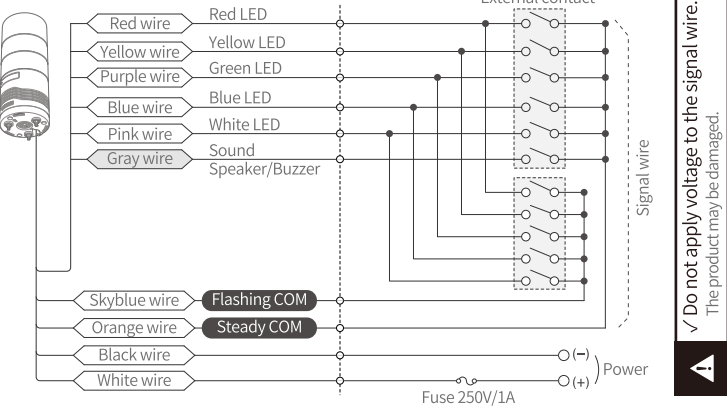 External contact
Red wire
Red LED
Yellow wire
Yellow LED
Purple wire
Green LED
Blue wire
Blue LED
Pink wire
White LED
Gray wire
Sound
Speaker/Buzzer
Skyblue wire
Flashing COM
Orange wire
Steady COM
Black wire
(−)
White wire
(+)
Power
Fuse 250V/1A
Signal wire
✓ Do not apply voltage to the signal wire.
The product may be damaged.